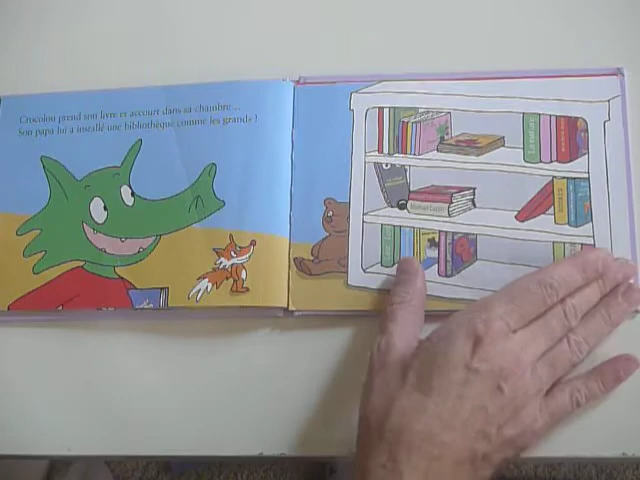 Crocolou prend son livre et accourt dans sa chambre...
Son papa lui a installé une bibliothèque comme les grands !